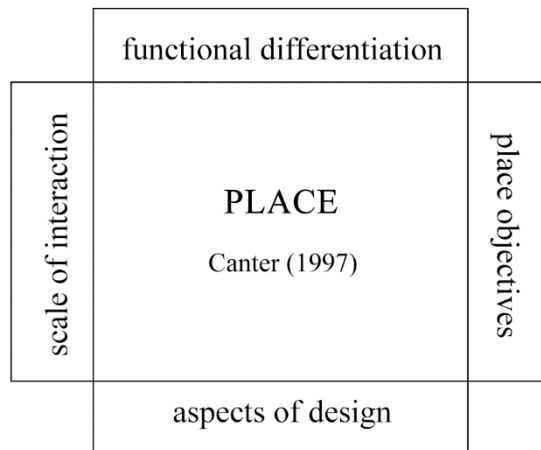 functional differentiation
scale of interaction
PLACE
Canter (1997)
place objectives
aspects of design